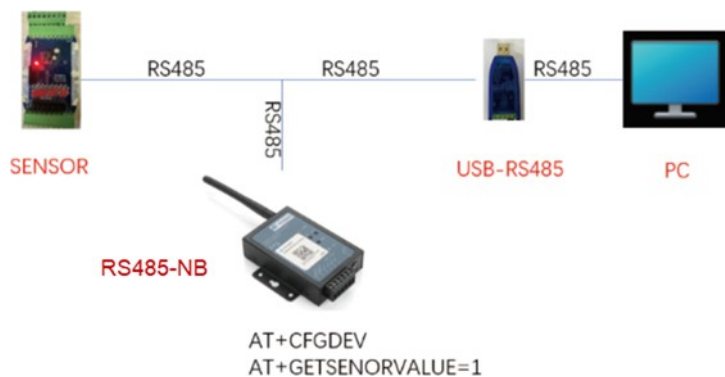 RS485
RS485
RS485
RS485
SENSOR
USB-RS485
PC
RS485-NB
AT+CFGDEV
AT+GETSENORVALUE=1